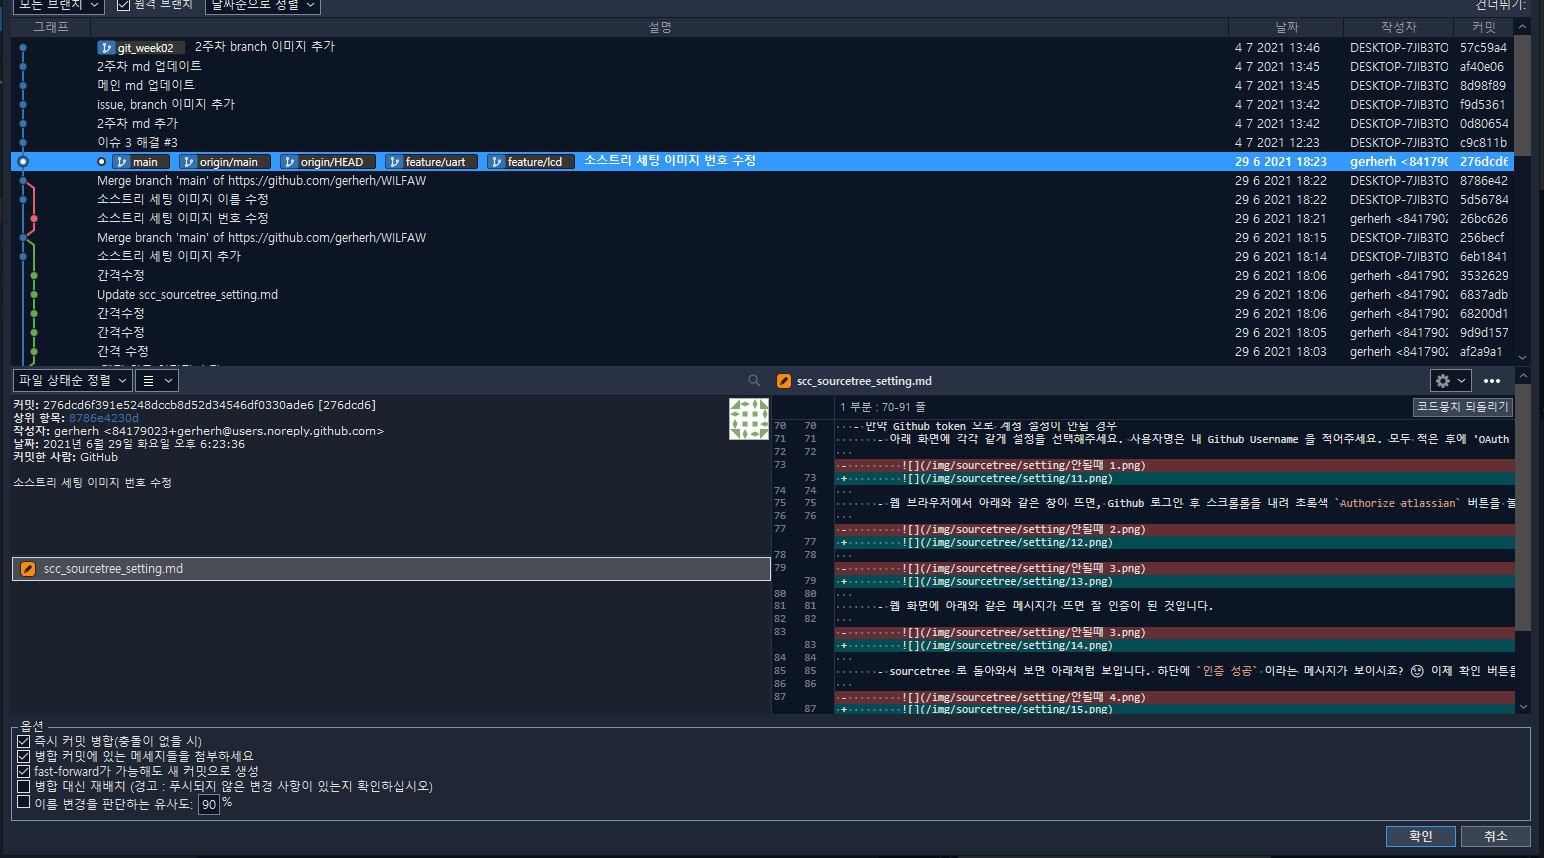 모든 브랜치 원격 브랜치 날짜순으로 정렬 건너뛰기:
그래프 설명 날짜 작성자 커밋
git_week02 2주차 branch 이미지 추가 4 7 2021 13:46 DESKTOP-7JIB3TO 57c59a4
2주차 md 업데이트 4 7 2021 13:45 DESKTOP-7JIB3TO af40e06
메인 md 업데이트 4 7 2021 13:45 DESKTOP-7JIB3TO 8d98f89
issue, branch 이미지 추가 4 7 2021 13:42 DESKTOP-7JIB3TO f9d5361
2주차 md 추가 4 7 2021 13:42 DESKTOP-7JIB3TO 0d80654
이슈 3 해결 #3 4 7 2021 12:23 DESKTOP-7JIB3TO c9c811b
main origin/main origin/HEAD feature/uart feature/lcd 소스트리 세팅 이미지 번호 수정 29 6 2021 18:23 gerherh <841790 276dcd6
Merge branch 'main' of https://github.com/gerherh/WILFAW 29 6 2021 18:22 DESKTOP-7JIB3TO 8786e42
소스트리 세팅 이미지 이름 수정 29 6 2021 18:22 DESKTOP-7JIB3TO 5d56784
소스트리 세팅 이미지 번호 수정 29 6 2021 18:21 gerherh <8417902 26bc626
Merge branch 'main' of https://github.com/gerherh/WILFAW 29 6 2021 18:15 DESKTOP-7JIB3TO 256becf
소스트리 세팅 이미지 추가 29 6 2021 18:14 DESKTOP-7JIB3TO 6eb1841
간격수정 29 6 2021 18:06 gerherh <8417902 3532629
Update scc_sourcetree_setting.md 29 6 2021 18:06 gerherh <8417902 6837adb
간격수정 29 6 2021 18:06 gerherh <8417902 68200d1
간격수정 29 6 2021 18:05 gerherh <8417902 9d9d157
간격 수정 29 6 2021 18:03 gerherh <8417902 af2a9a1
파일 상태순 정렬
커밋: 276dcd6f391e5248dccb8d52d34546df0330ade6 [276dcd6]
상위 항목: 8786e4230d
작성자: gerherh <84179023+gerherh@users.noreply.github.com>
날짜: 2021년 6월 29일 화요일 오후 6:23:36
커밋한 사람: GitHub
소스트리 세팅 이미지 번호 수정
scc_sourcetree_setting.md
scc_sourcetree_setting.md
1 부분 : 70-91 줄 코드뭉치 되돌리기
70 70 - 만약 Github token 으로 계정 설정이 안될 경우
71 71 - 아래 화면에 각각 같게 설정을 선택해주세요. 사용자명은 내 Github Username 을 적어주세요. 모두 적은 후에 'OAuth
72 72
73 - ![](/img/sourcetree/setting/안될때 1.png)
73 + ![](/img/sourcetree/setting/11.png)
74 74
75 75 - 웹 브라우저에서 아래와 같은 창이 뜨면, Github 로그인 후 스크롤롤을 내려 초록색 `Authorize atlassian` 버튼을
76 76
77 - ![](/img/sourcetree/setting/안될때 2.png)
77 + ![](/img/sourcetree/setting/12.png)
78 78
79 - ![](/img/sourcetree/setting/안될때 3.png)
79 + ![](/img/sourcetree/setting/13.png)
80 80
81 81 - 웹 화면에 아래와 같은 메시지가 뜨면 잘 인증이 된 것입니다.
82 82
83 - ![](/img/sourcetree/setting/안될때 3.png)
83 + ![](/img/sourcetree/setting/14.png)
84 84
85 85 - sourcetree 로 돌아와서 보면 아래처럼 보입니다. 하단에 `인증 성공` 이라는 메시지가 보이시죠? 😉 이제 확인 버튼을
86 86
87 - ![](/img/sourcetree/setting/안될때 4.png)
87 + ![](/img/sourcetree/setting/15.png)
옵션
즉시 커밋 병합(충돌이 없을 시)
병합 커밋에 있는 메세지들을 첨부하세요
fast-forward가 가능해도 새 커밋으로 생성
병합 대신 재배치 (경고 : 푸시되지 않은 변경 사항이 있는지 확인하십시오)
이름 변경을 판단하는 유사도: 90 %
확인 취소